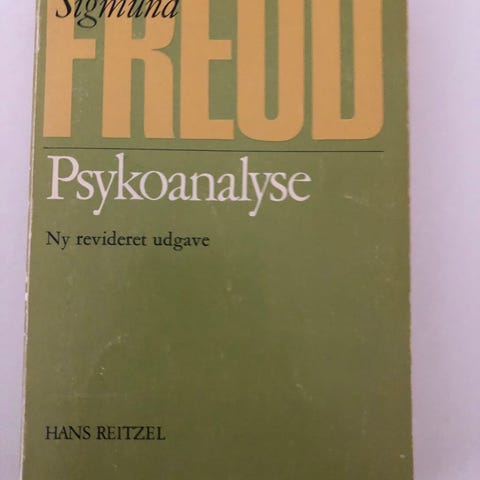 Sigmund
FREUD
Psykoanalyse
Ny revideret udgave
HANS REITZEL